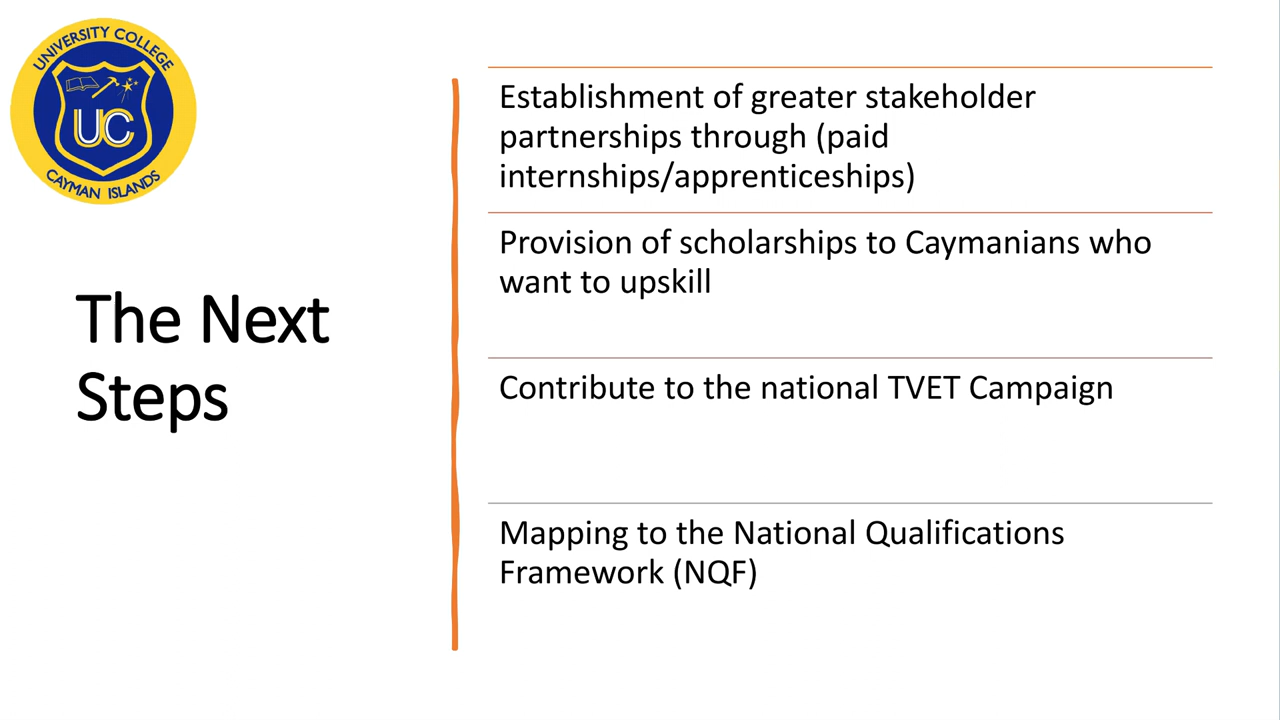 UNIVERSITY COLLEGE
UC
CAYMAN ISLANDS
The Next
Steps
Establishment of greater stakeholder
partnerships through (paid
internships/apprenticeships)
Provision of scholarships to Caymanians who
want to upskill
Contribute to the national TVET Campaign
Mapping to the National Qualifications
Framework (NQF)